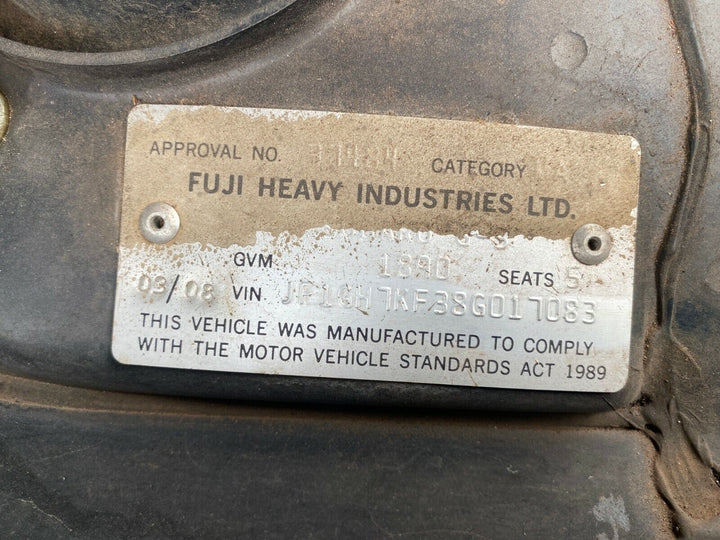 APPROVAL NO. 37434 CATEGORY
FUJI HEAVY INDUSTRIES LTD.
GVM 1890 SEATS 5
03/08 VIN JF1GH7KF38G017083
THIS VEHICLE WAS MANUFACTURED TO COMPLY
WITH THE MOTOR VEHICLE STANDARDS ACT 1989